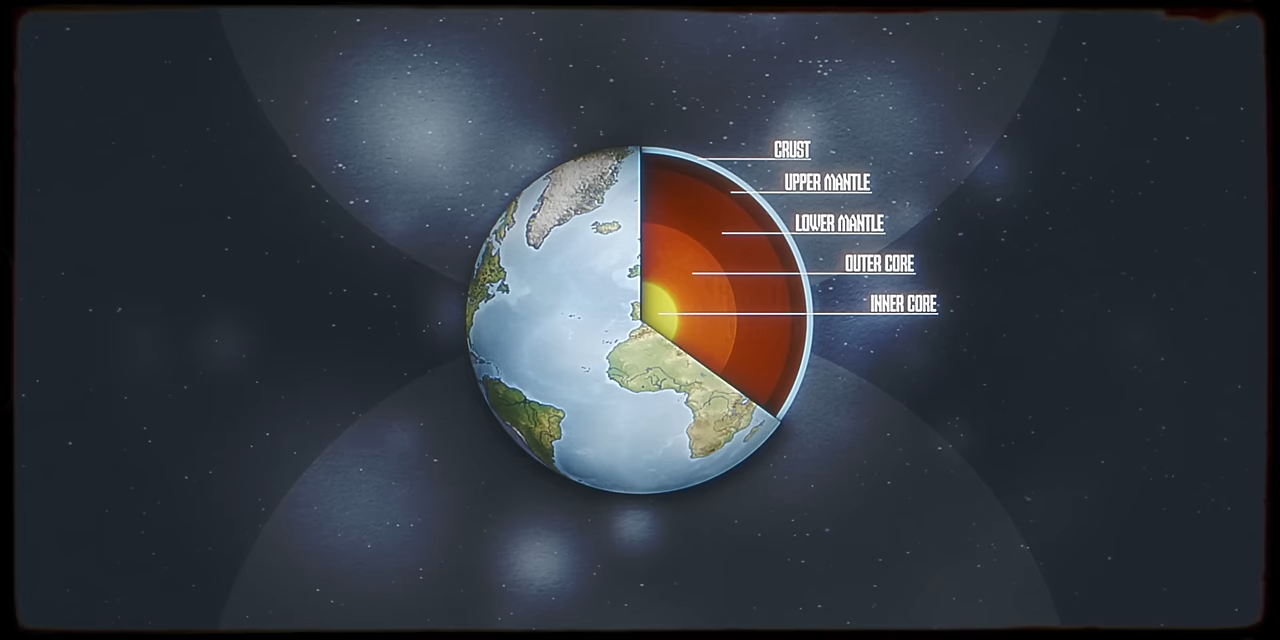 CRUST
UPPER MANTLE
LOWER MANTLE
OUTER CORE
INNER CORE